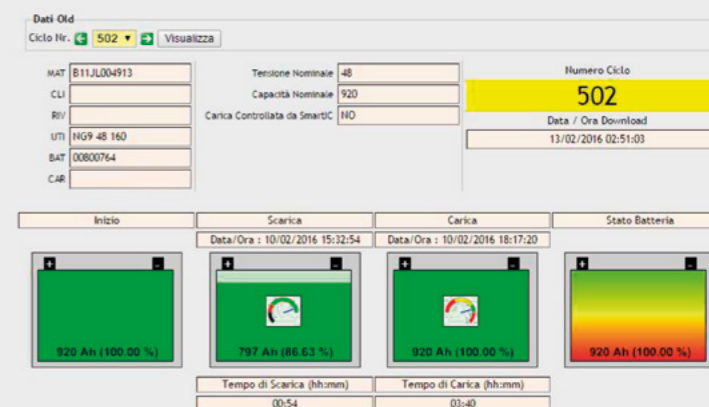 Dati Old
Ciclo Nr. 502 Visualizza
MAT B11JL004913
CLI
RIV
UTI NG9 48 160
BAT 00800764
CAR
Tensione Nominale 48
Capacità Nominale 920
Carica Controllata da SmartIC NO
Numero Ciclo
502
Data / Ora Download
13/02/2016 02:51:03
Inizio Scarica Carica Stato Batteria
Data/Ora : 10/02/2016 15:32:54 Data/Ora : 10/02/2016 18:17:20
+ - + - + - + -
920 Ah (100.00 %) 797 Ah (86.63 %) 920 Ah (100.00 %) 920 Ah (100.00 %)
Tempo di Scarica (hh:mm) Tempo di Carica (hh:mm)
00:54 03:40